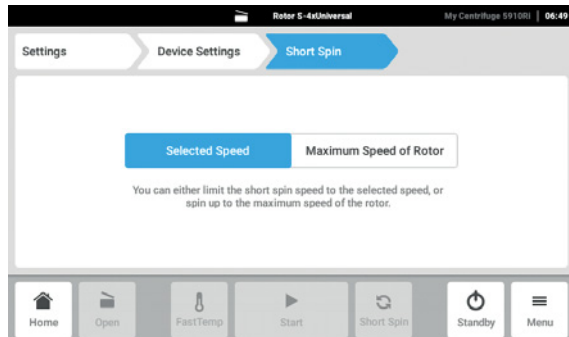 Rotor S-4xUniversal My Centrifuge 5910Ri | 06:49
Settings Device Settings Short Spin
Selected Speed Maximum Speed of Rotor
You can either limit the short spin speed to the selected speed, or
spin up to the maximum speed of the rotor.
Home Open FastTemp Start Short Spin Standby Menu